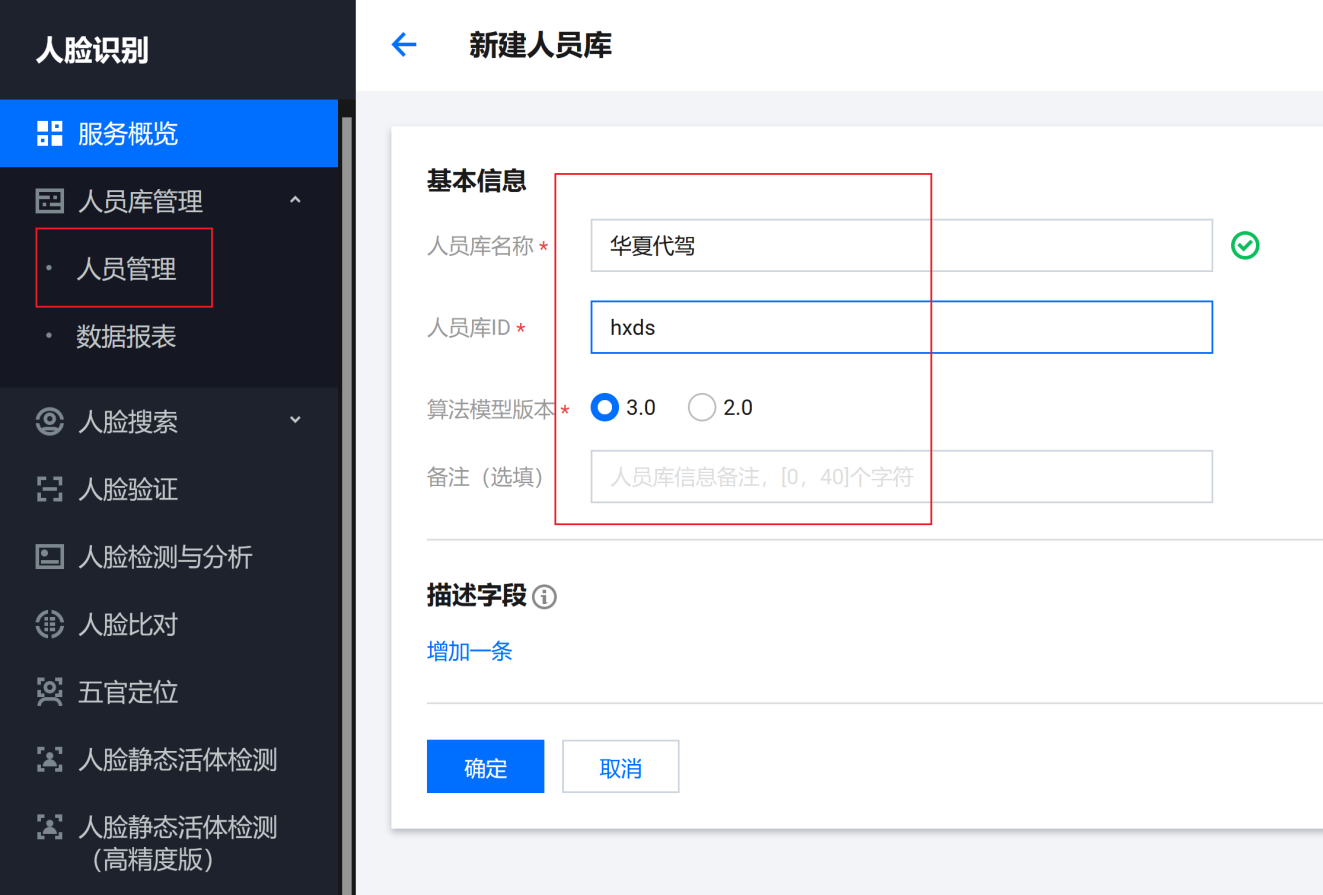 人脸识别
服务概览
人员库管理
人员管理
数据报表
人脸搜索
人脸验证
人脸检测与分析
人脸比对
五官定位
人脸静态活体检测
人脸静态活体检测
（高精度版）
新建人员库
基本信息
人员库名称* 华夏代驾
人员库ID* hxds
算法模型版本* 3.0 2.0
备注（选填） 人员库信息备注，[0，40]个字符
描述字段
增加一条
确定 取消